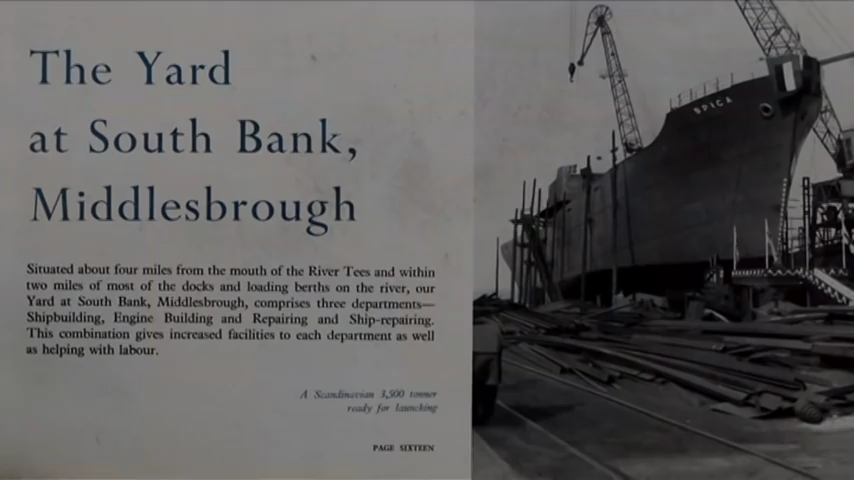 The Yard
at South Bank,
Middlesbrough
Situated about four miles from the mouth of the River Tees and within
two miles of most of the docks and loading berths on the river, our
Yard at South Bank, Middlesbrough, comprises three departments—
Shipbuilding, Engine Building and Repairing and Ship-repairing.
This combination gives increased facilities to each department as well
as helping with labour.
A Scandinavian 3,500 tonner
ready for launching
PAGE SIXTEEN
SPICA